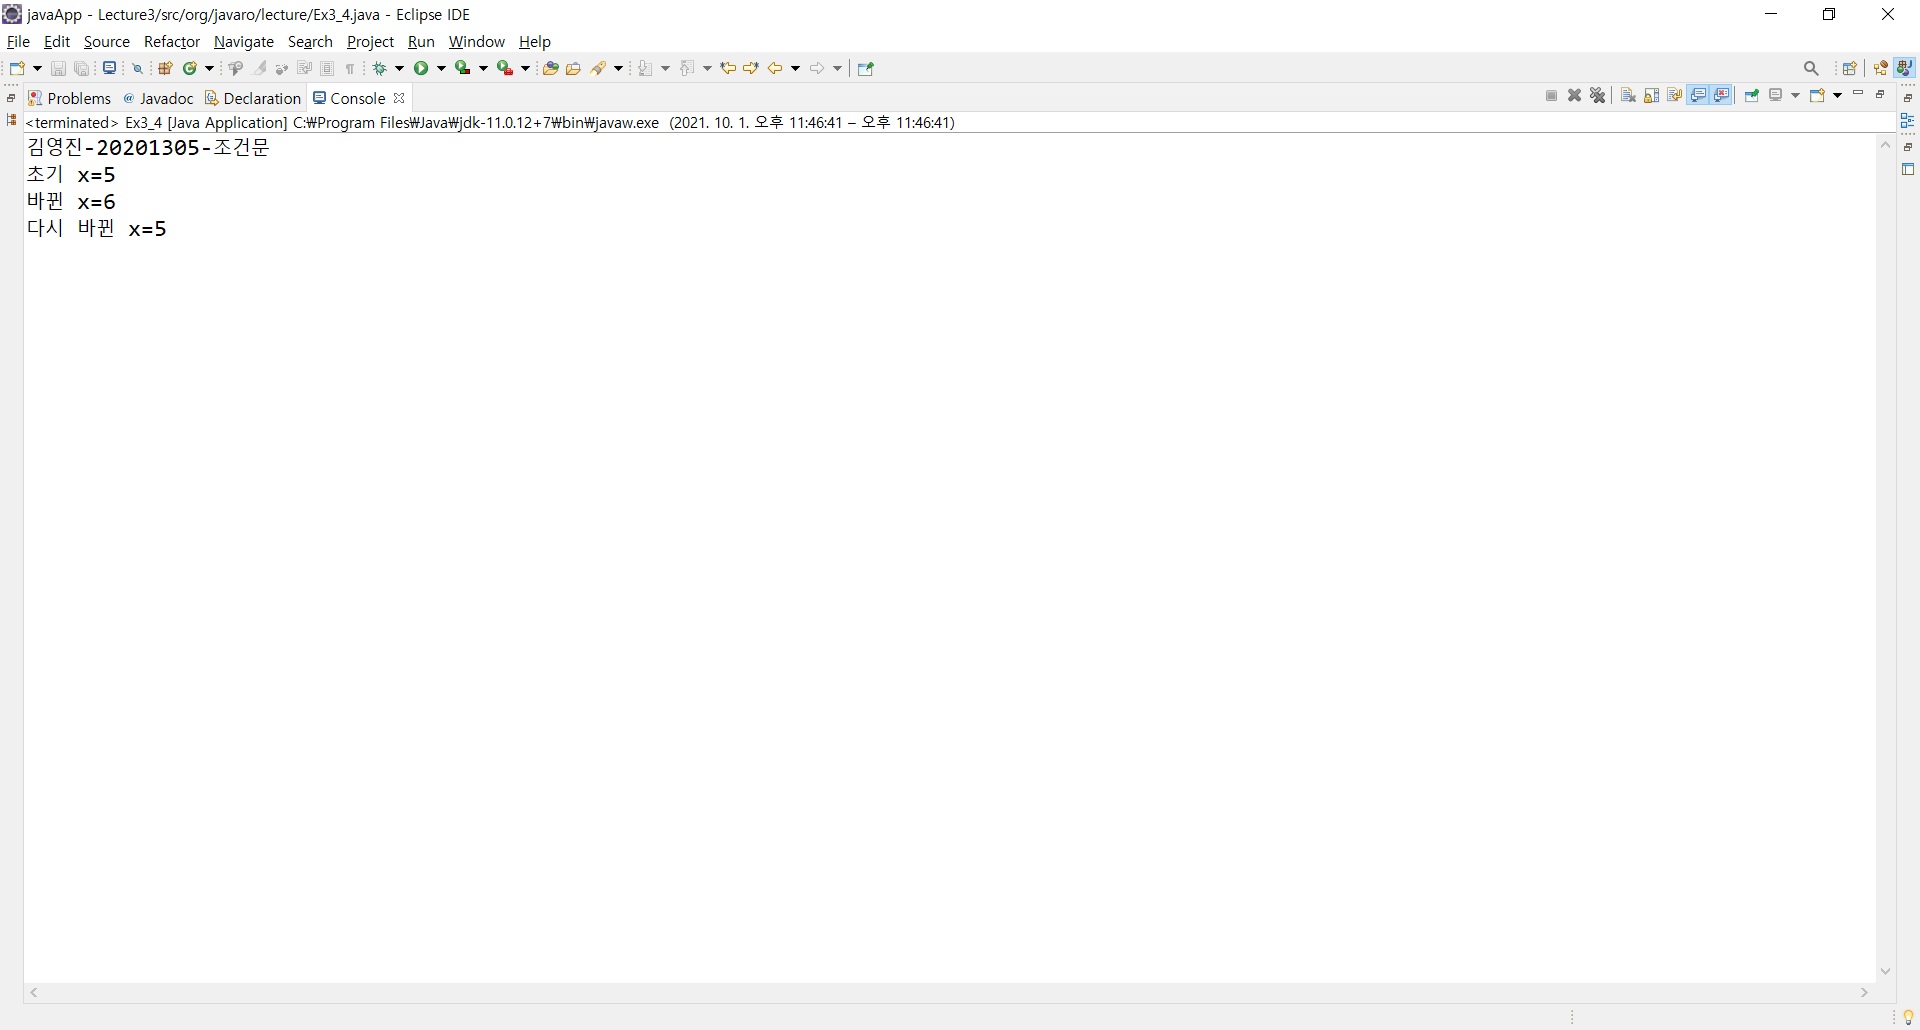 javaApp - Lecture3/src/org/javaro/lecture/Ex3_4.java - Eclipse IDE
File Edit Source Refactor Navigate Search Project Run Window Help
Problems @ Javadoc Declaration Console
<terminated> Ex3_4 [Java Application] C:₩Program Files₩Java₩jdk-11.0.12+7₩bin₩javaw.exe (2021. 10. 1. 오후 11:46:41 – 오후 11:46:41)
김영진-20201305-조건문
초기 x=5
바뀐 x=6
다시 바뀐 x=5